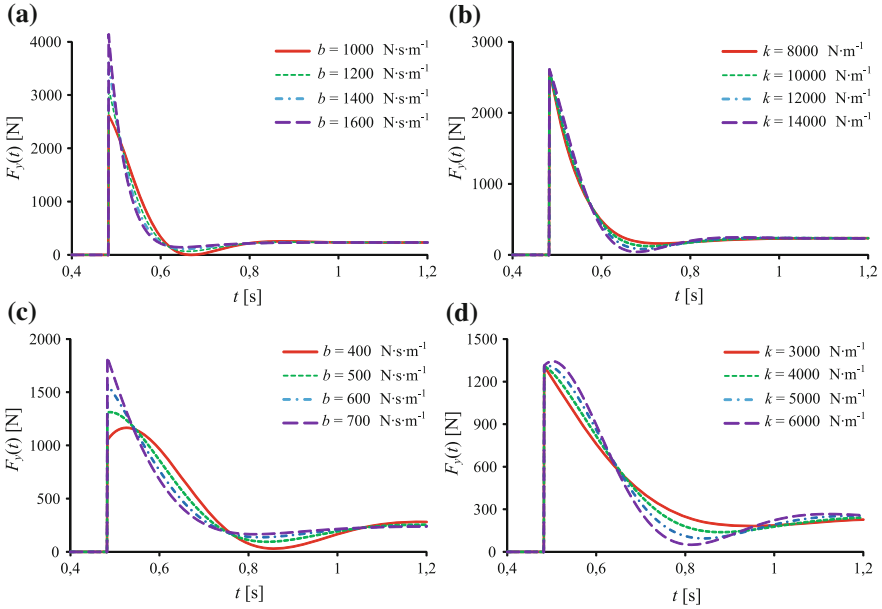 (a)
F_y(t) [N]
4000
3000
2000
1000
0
0,4 0,6 0,8 1 1,2
t [s]
b = 1000 N·s·m⁻¹
b = 1200 N·s·m⁻¹
b = 1400 N·s·m⁻¹
b = 1600 N·s·m⁻¹
(b)
F_y(t) [N]
3000
2000
1000
0
0,4 0,6 0,8 1 1,2
t [s]
k = 8000 N·m⁻¹
k = 10000 N·m⁻¹
k = 12000 N·m⁻¹
k = 14000 N·m⁻¹
(c)
F_y(t) [N]
2000
1500
1000
500
0
0,4 0,6 0,8 1 1,2
t [s]
b = 400 N·s·m⁻¹
b = 500 N·s·m⁻¹
b = 600 N·s·m⁻¹
b = 700 N·s·m⁻¹
(d)
F_y(t) [N]
1500
1200
900
600
300
0
0,4 0,6 0,8 1 1,2
t [s]
k = 3000 N·m⁻¹
k = 4000 N·m⁻¹
k = 5000 N·m⁻¹
k = 6000 N·m⁻¹